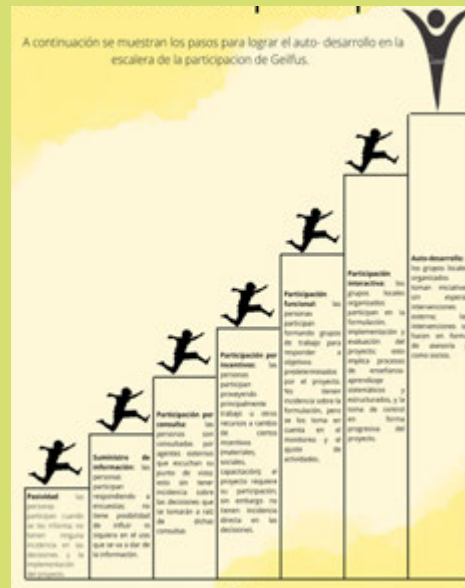 A continuación se muestran los pasos para lograr el auto- desarrollo en la
escalera de la participacion de Geilfus.
Pasividad: las
personas
participan cuando
se les informa; no
tienen ninguna
incidencia en las
decisiones y la
implementación
del proyecto.
Suministro de
información: las
personas
participan
respondiendo a
encuestas; no
tiene posibilidad
de influir ni
siquiera en el uso
que se va a dar de
la información.
Participación por
consulta: las
personas son
consultadas por
agentes externos
que escuchan su
punto de vista;
esto sin tener
incidencia sobre
las decisiones que
se tomarán a raíz
de dichas
consultas
Participación por
incentivos: las
personas
participan
proveyendo
principalmente
trabajo u otros
recursos a cambio
de ciertos
incentivos
(materiales,
sociales,
capacitación); el
proyecto requiere
su participación,
sin embargo no
tienen incidencia
directa en las
decisiones.
Participación
funcional: las
personas
participan
formando grupos
de trabajo para
responder a
objetivos
predeterminados
por el proyecto.
No tienen
incidencia sobre la
formulación, pero
se los toma en
cuenta en el
monitoreo y el
ajuste de
actividades.
Participación
interactiva: los
grupos locales
organizados
participan en la
formulación,
implementación y
evaluación del
proyecto; esto
implica procesos
de enseñanza-
aprendizaje
sistemáticos y
estructurados, y la
toma de control
en forma
progresiva del
proyecto.
Auto-desarrollo:
los grupos locales
organizados
toman iniciativas
sin esperar
intervenciones
externas; las
intervenciones se
hacen en forma
de asesoría
como socios.